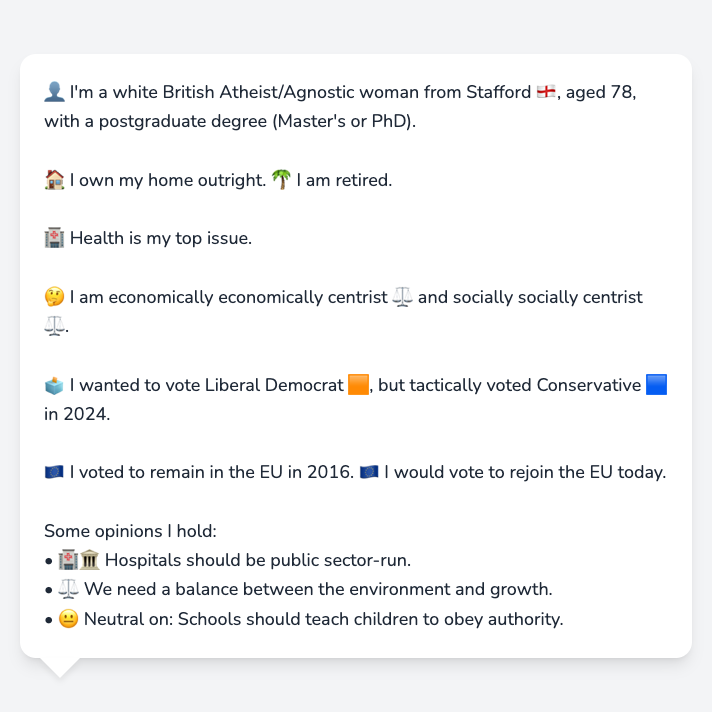 👤 I'm a white British Atheist/Agnostic woman from Stafford 🏴󠁧󠁢󠁥󠁮󠁧󠁿, aged 78,
with a postgraduate degree (Master's or PhD).
🏠 I own my home outright. 🌴 I am retired.
🏥 Health is my top issue.
🤔 I am economically economically centrist ⚖️ and socially socially centrist
⚖️.
🗳️ I wanted to vote Liberal Democrat 🟧, but tactically voted Conservative 🟦
in 2024.
🇪🇺 I voted to remain in the EU in 2016. 🇪🇺 I would vote to rejoin the EU today.
Some opinions I hold:
• 🏥🏛️ Hospitals should be public sector-run.
• ⚖️ We need a balance between the environment and growth.
• 😐 Neutral on: Schools should teach children to obey authority.